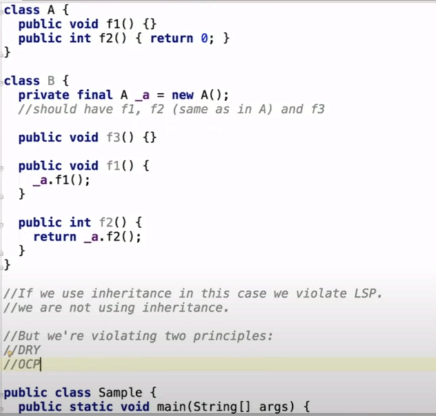 class A {
  public void f1() {}
  public int f2() { return 0; }
}
class B {
  private final A _a = new A();
  //should have f1, f2 (same as in A) and f3
  public void f3() {}
  public void f1() {
    _a.f1();
  }
  public int f2() {
    return _a.f2();
  }
}
//If we use inheritance in this case we violate LSP.
//we are not using inheritance.
//But we're violating two principles:
//DRY
//OCP
public class Sample {
  public static void main(String[] args) {